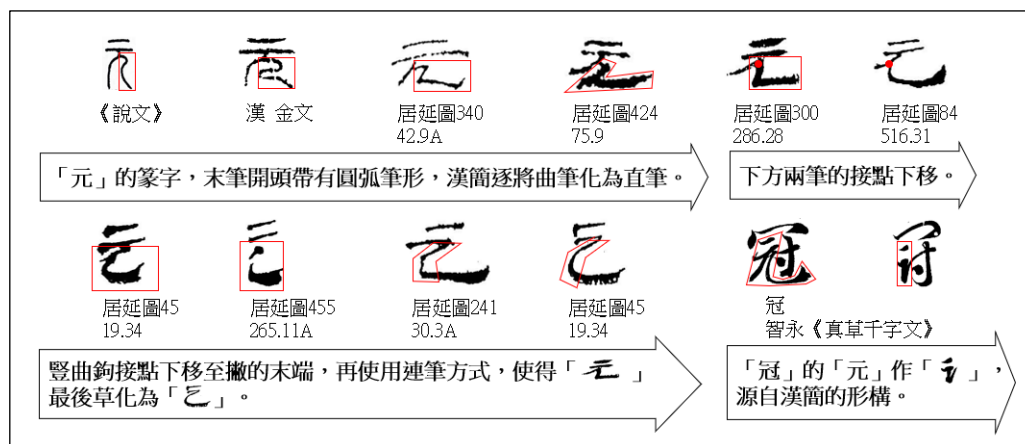 《說文》 漢 金文 居延圖340 居延圖424 居延圖300 居延圖84
42.9A 75.9 286.28 516.31
「元」的篆字，末筆開頭帶有圓弧筆形，漢簡逐將曲筆化為直筆。
下方兩筆的接點下移。
居延圖45 居延圖455 居延圖241 居延圖45 冠
19.34 265.11A 30.3A 19.34 智永《真草千字文》
豎曲鉤接點下移至撇的末端，再使用連筆方式，使得「元」
最後草化為「」。
「冠」的「元」作「」，
源自漢簡的形構。